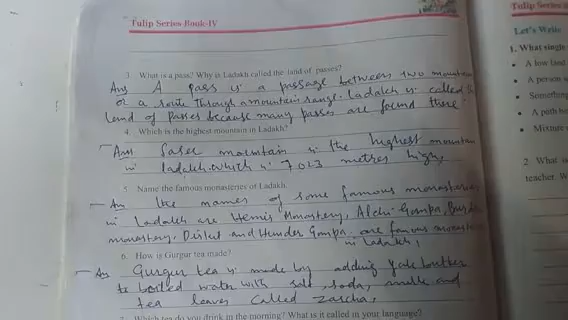 Tulip Series Book-IV
Tulip Series
3. What is a pass? Why is Ladakh called the land of passes?
Ans A pass is a passage between two mountain
or a route through a mountain range. Ladakh is called
land of passes because many passes are found there
4. Which is the highest mountain in Ladakh?
Ans Saser mountain is the highest mountain
in ladakh. which is 7023 metres high,
5. Name the famous monasteries of Ladakh.
An the names of some famous monasteries
in Ladakh are Hemis Monastery, Alchi Gompa,
monastery, Diskit and Hunder Gompa. are famous
in ladakh,
6. How is Gurgur tea made?
An Gurgur tea is made by adding Yak butter
to boiled water with salt, soda, milk and
tea leaves called zarcha,
7. Which tea do you drink in the morning? What is it called in your language?
Let's Write
1. What single
A low land
A person
Something
A path
Mixture
2 What is
teacher. W